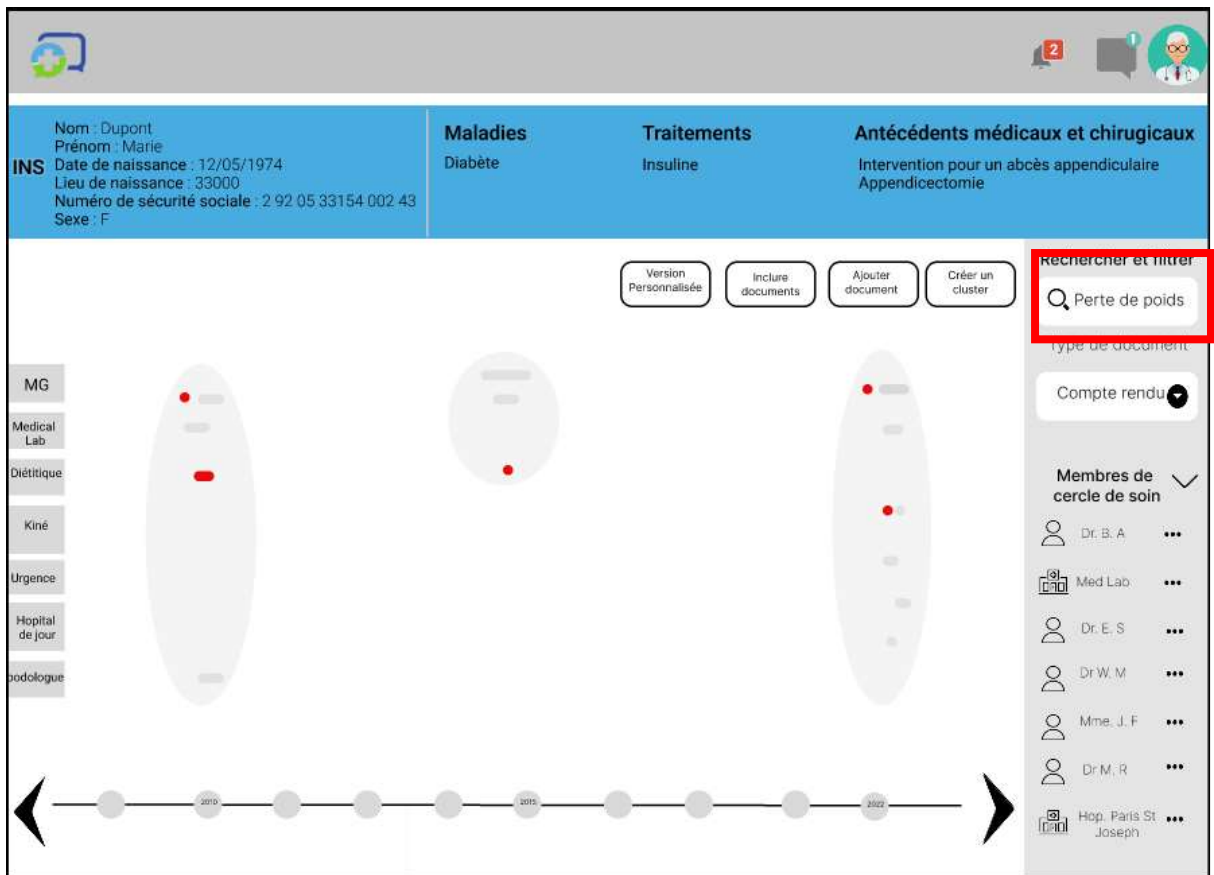 2
1
INS
Nom : Dupont
Prénom : Marie
Date de naissance : 12/05/1974
Lieu de naissance : 33000
Numéro de sécurité sociale : 2 92 05 33154 002 43
Sexe : F
Maladies
Diabète
Traitements
Insuline
Antécédents médicaux et chirugicaux
Intervention pour un abcès appendiculaire
Appendicectomie
Version
Personnalisée
Inclure
documents
Ajouter
document
Créer un
cluster
Rechercher et filtrer
Perte de poids
Type de document
Compte rendu
MG
Medical
Lab
Diétitique
Kiné
Urgence
Hopital
de jour
podologue
Membres de
cercle de soin
Dr. B. A
Med Lab
Dr. E. S
Dr W. M
Mme. J. F
Dr M. R
Hop. Paris St
Joseph
2010
2015
2022